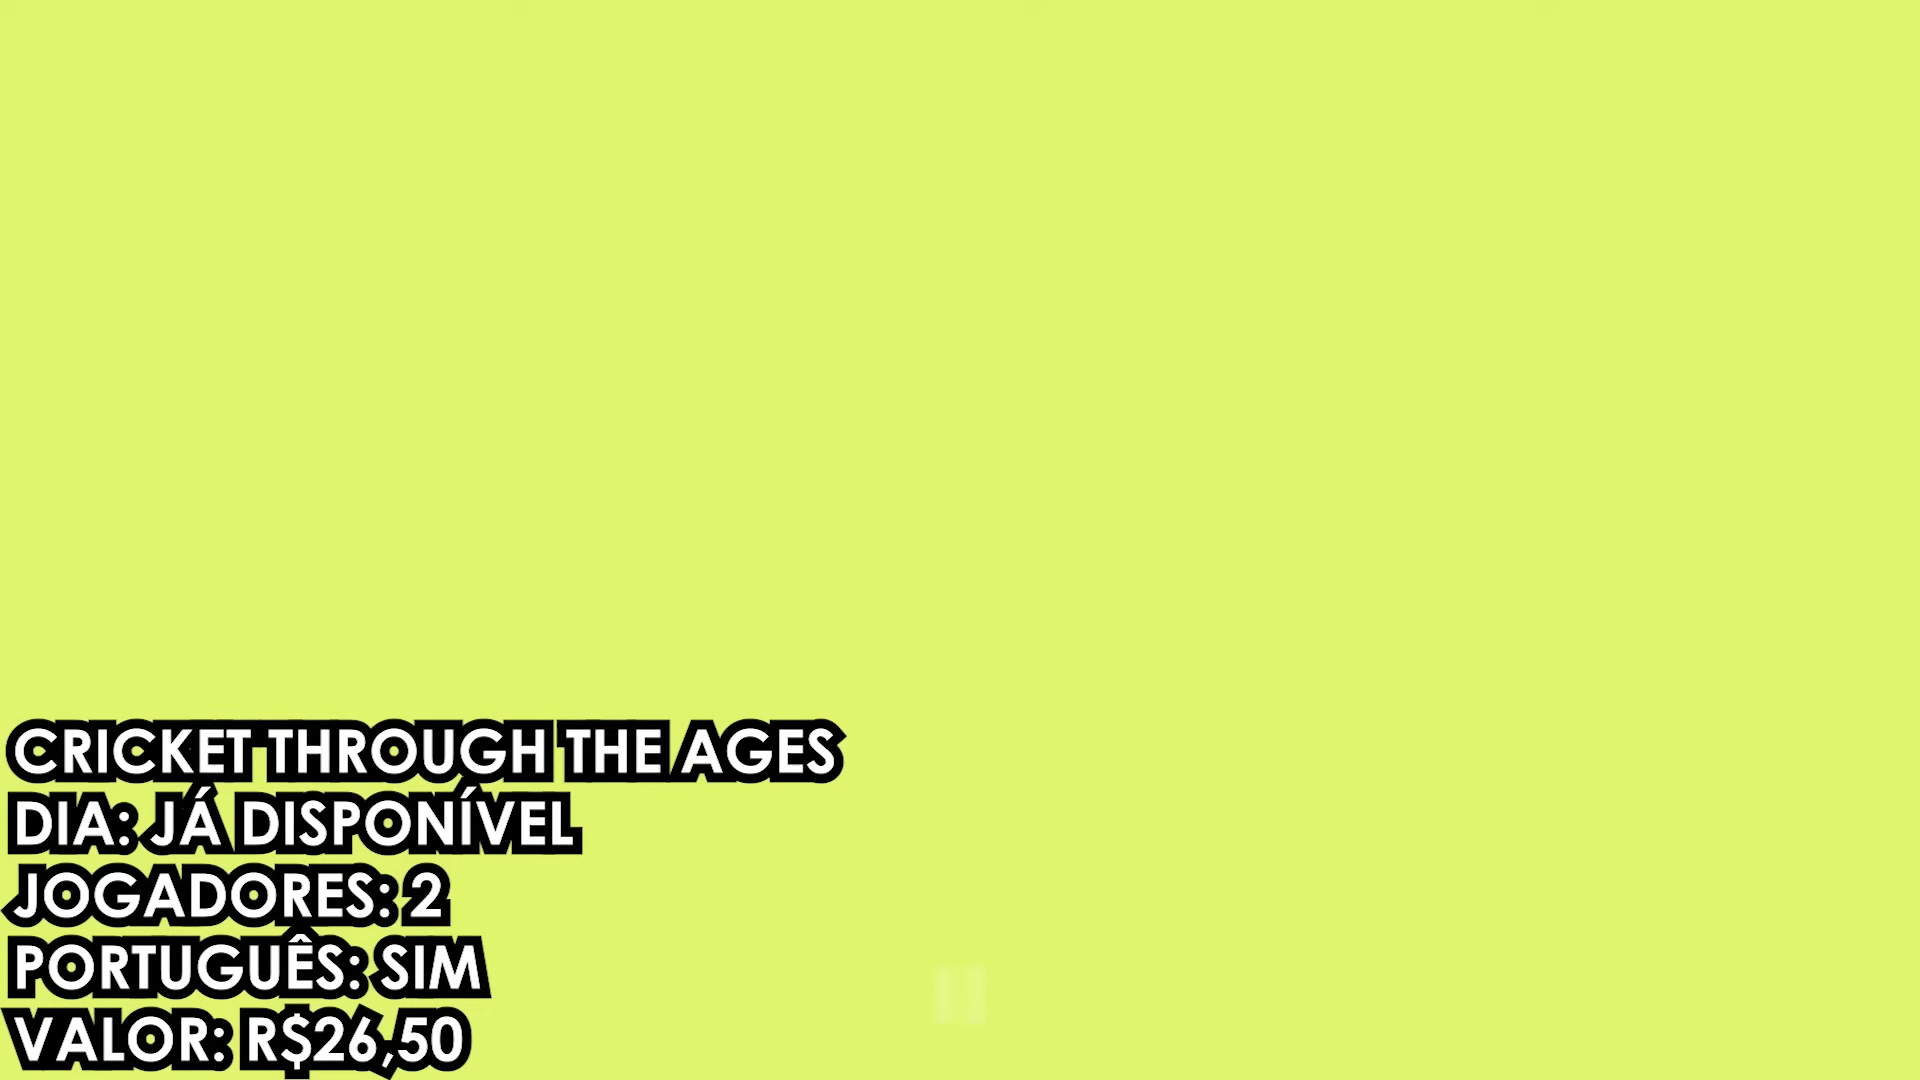 CRICKET THROUGH THE AGES
DIA: JÁ DISPONÍVEL
JOGADORES: 2
PORTUGUÊS: SIM
VALOR: R$26,50